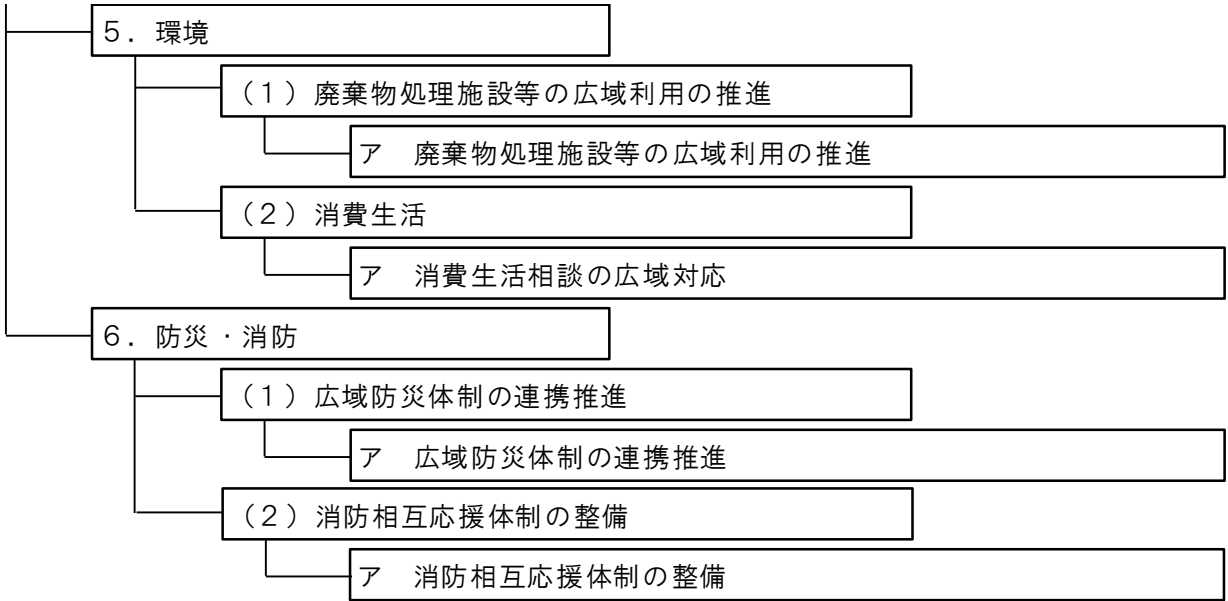 ５．環境
（１）廃棄物処理施設等の広域利用の推進
ア　廃棄物処理施設等の広域利用の推進
（２）消費生活
ア　消費生活相談の広域対応
６．防災・消防
（１）広域防災体制の連携推進
ア　広域防災体制の連携推進
（２）消防相互応援体制の整備
ア　消防相互応援体制の整備